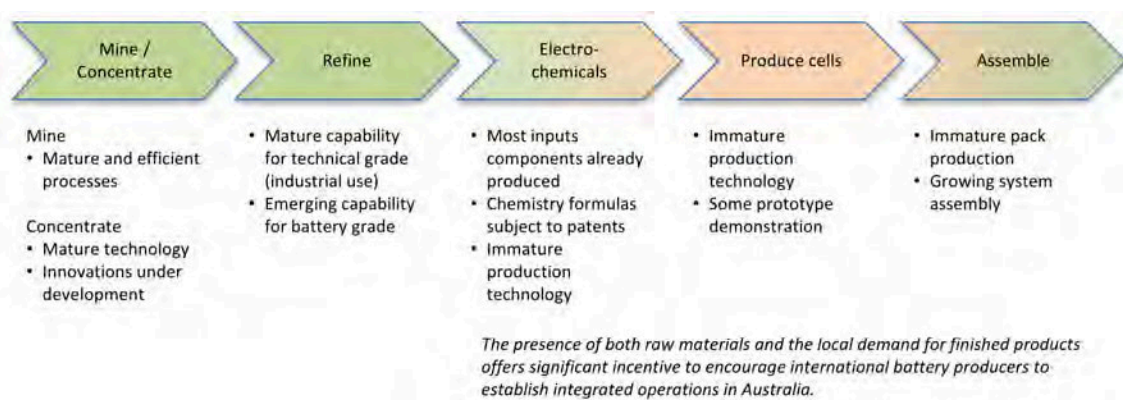 Mine /
Concentrate
Refine
Electro-
chemicals
Produce cells
Assemble
Mine
• Mature and efficient
processes
Concentrate
• Mature technology
• Innovations under
development
• Mature capability
for technical grade
(industrial use)
• Emerging capability
for battery grade
• Most inputs
components already
produced
• Chemistry formulas
subject to patents
• Immature
production
technology
• Immature
production
technology
• Some prototype
demonstration
• Immature pack
production
• Growing system
assembly
The presence of both raw materials and the local demand for finished products
offers significant incentive to encourage international battery producers to
establish integrated operations in Australia.